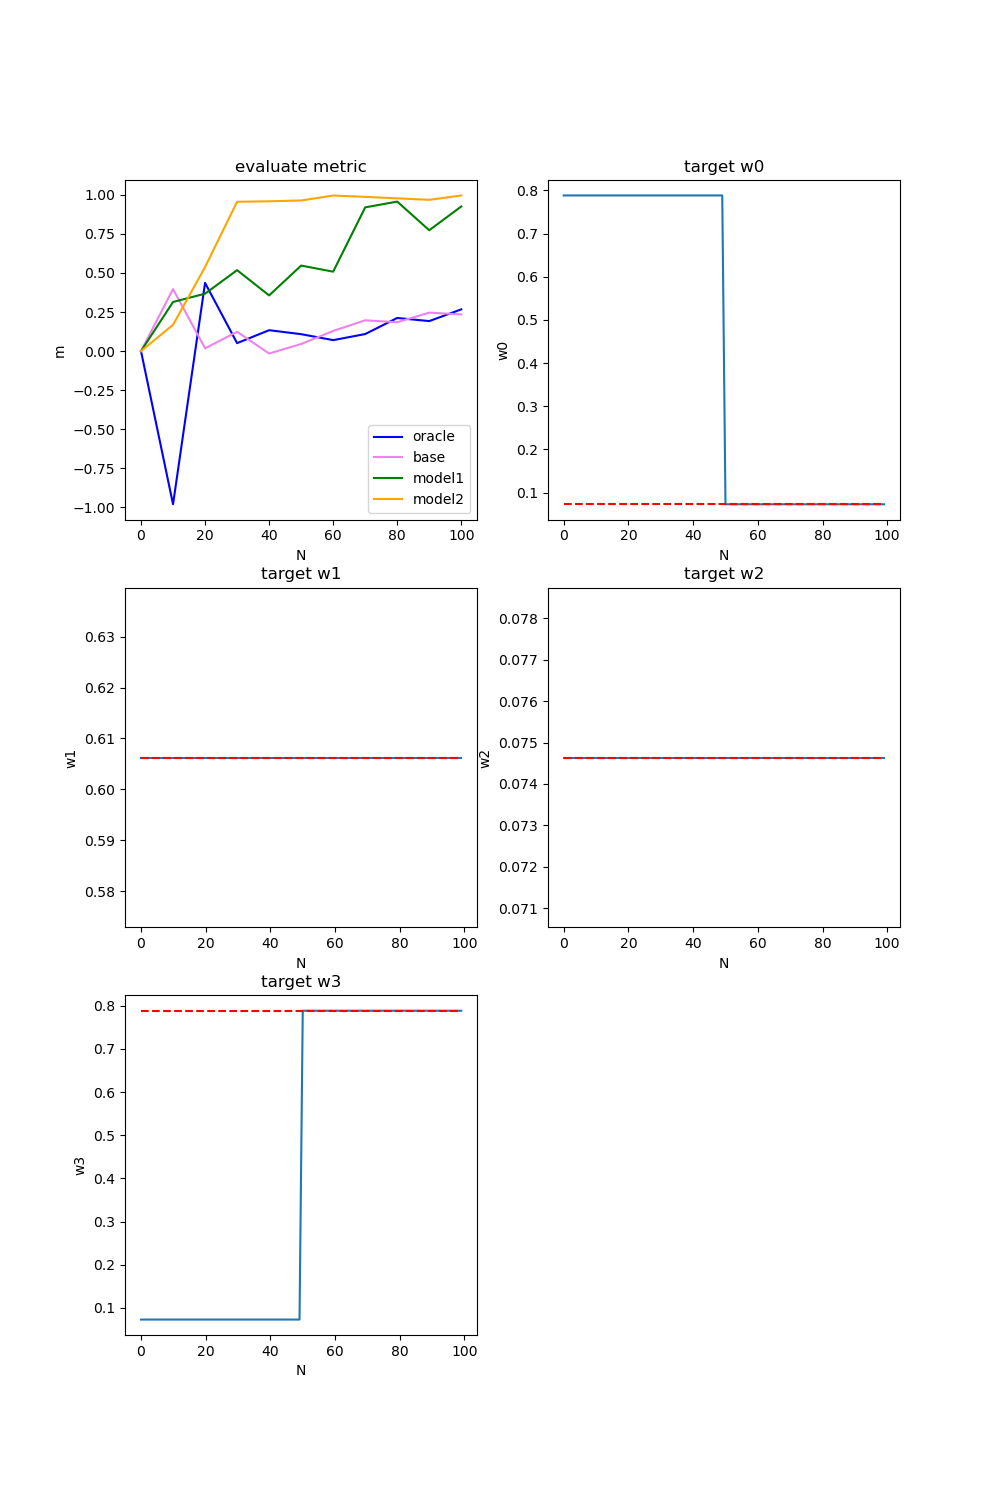 evaluate metric
1.00
0.75
0.50
0.25
0.00
−0.25
−0.50
−0.75
−1.00
m
0 20 40 60 80 100
N
oracle
base
model1
model2
target w0
0.8
0.7
0.6
0.5
0.4
0.3
0.2
0.1
w0
0 20 40 60 80 100
N
target w1
0.63
0.62
0.61
0.60
0.59
0.58
w1
0 20 40 60 80 100
N
target w2
0.078
0.077
0.076
0.075
0.074
0.073
0.072
0.071
w2
0 20 40 60 80 100
N
target w3
0.8
0.7
0.6
0.5
0.4
0.3
0.2
0.1
w3
0 20 40 60 80 100
N